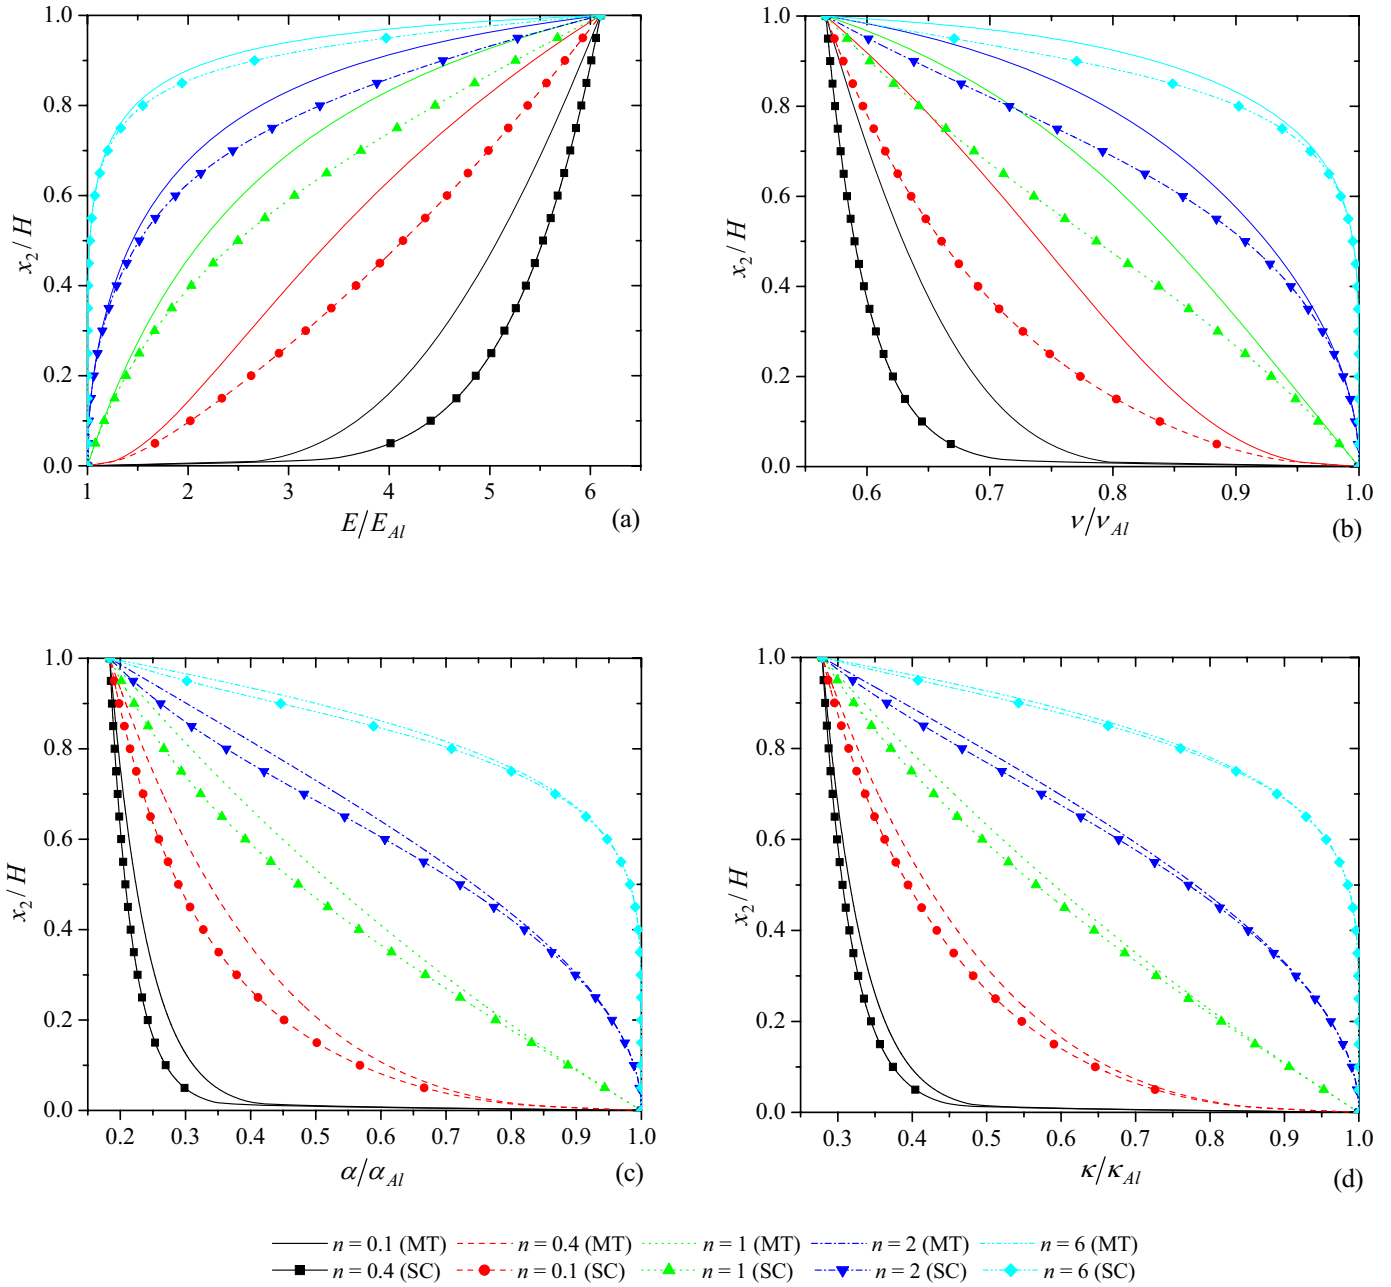 1.0 1.0
0.8 0.8
x₂/H x₂/H
0.6 0.6
0.4 0.4
0.2 0.2
0.0 0.0
1 2 3 4 5 6 0.6 0.7 0.8 0.9 1.0
E/E_Al (a) ν/ν_Al (b)
1.0 1.0
0.8 0.8
0.6 0.6
x₂/H x₂/H
0.4 0.4
0.2 0.2
0.0 0.0
0.2 0.3 0.4 0.5 0.6 0.7 0.8 0.9 1.0 0.3 0.4 0.5 0.6 0.7 0.8 0.9 1.0
α/α_Al (c) κ/κ_Al (d)
n = 0.1 (MT) n = 0.4 (MT) n = 1 (MT) n = 2 (MT) n = 6 (MT)
n = 0.4 (SC) n = 0.1 (SC) n = 1 (SC) n = 2 (SC) n = 6 (SC)